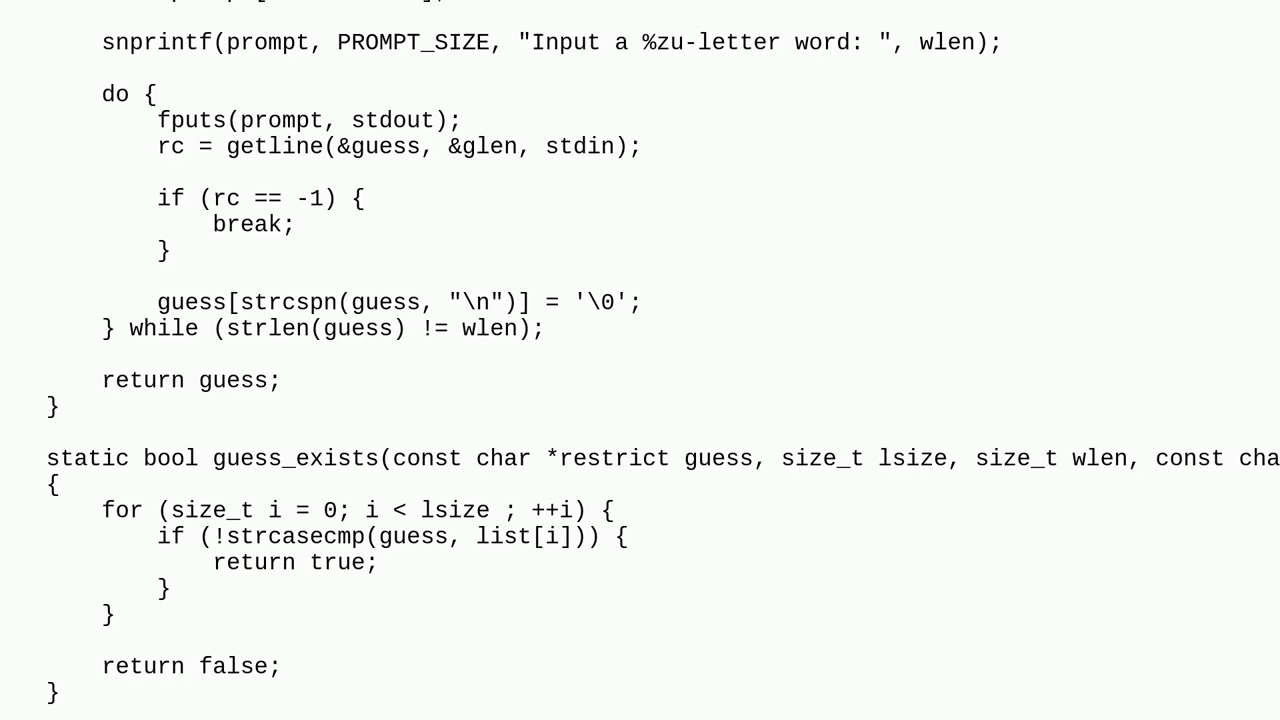 snprintf(prompt, PROMPT_SIZE, "Input a %zu-letter word: ", wlen);
do {
fputs(prompt, stdout);
rc = getline(&guess, &glen, stdin);
if (rc == -1) {
break;
}
guess[strcspn(guess, "\n")] = '\0';
} while (strlen(guess) != wlen);
return guess;
}
static bool guess_exists(const char *restrict guess, size_t lsize, size_t wlen, const cha
{
for (size_t i = 0; i < lsize ; ++i) {
if (!strcasecmp(guess, list[i])) {
return true;
}
}
return false;
}